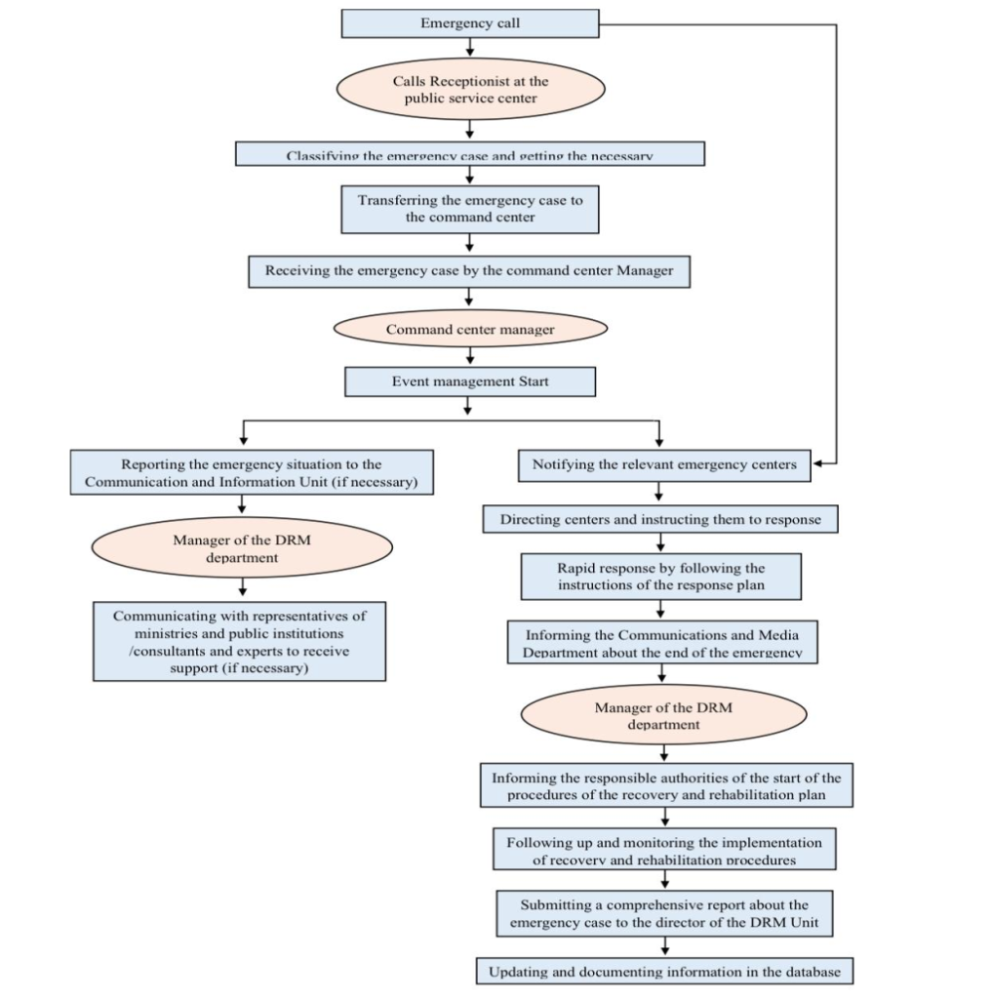 Emergency call
Calls Receptionist at the
public service center
Classifying the emergency case and getting the necessary
Transferring the emergency case to
the command center
Receiving the emergency case by the command center Manager
Command center manager
Event management Start
Reporting the emergency situation to the
Communication and Information Unit (if necessary)
Manager of the DRM
department
Communicating with representatives of
ministries and public institutions
/consultants and experts to receive
support (if necessary)
Notifying the relevant emergency centers
Directing centers and instructing them to response
Rapid response by following the
instructions of the response plan
Informing the Communications and Media
Department about the end of the emergency
Manager of the DRM
department
Informing the responsible authorities of the start of the
procedures of the recovery and rehabilitation plan
Following up and monitoring the implementation
of recovery and rehabilitation procedures
Submitting a comprehensive report about the
emergency case to the director of the DRM Unit
Updating and documenting information in the database